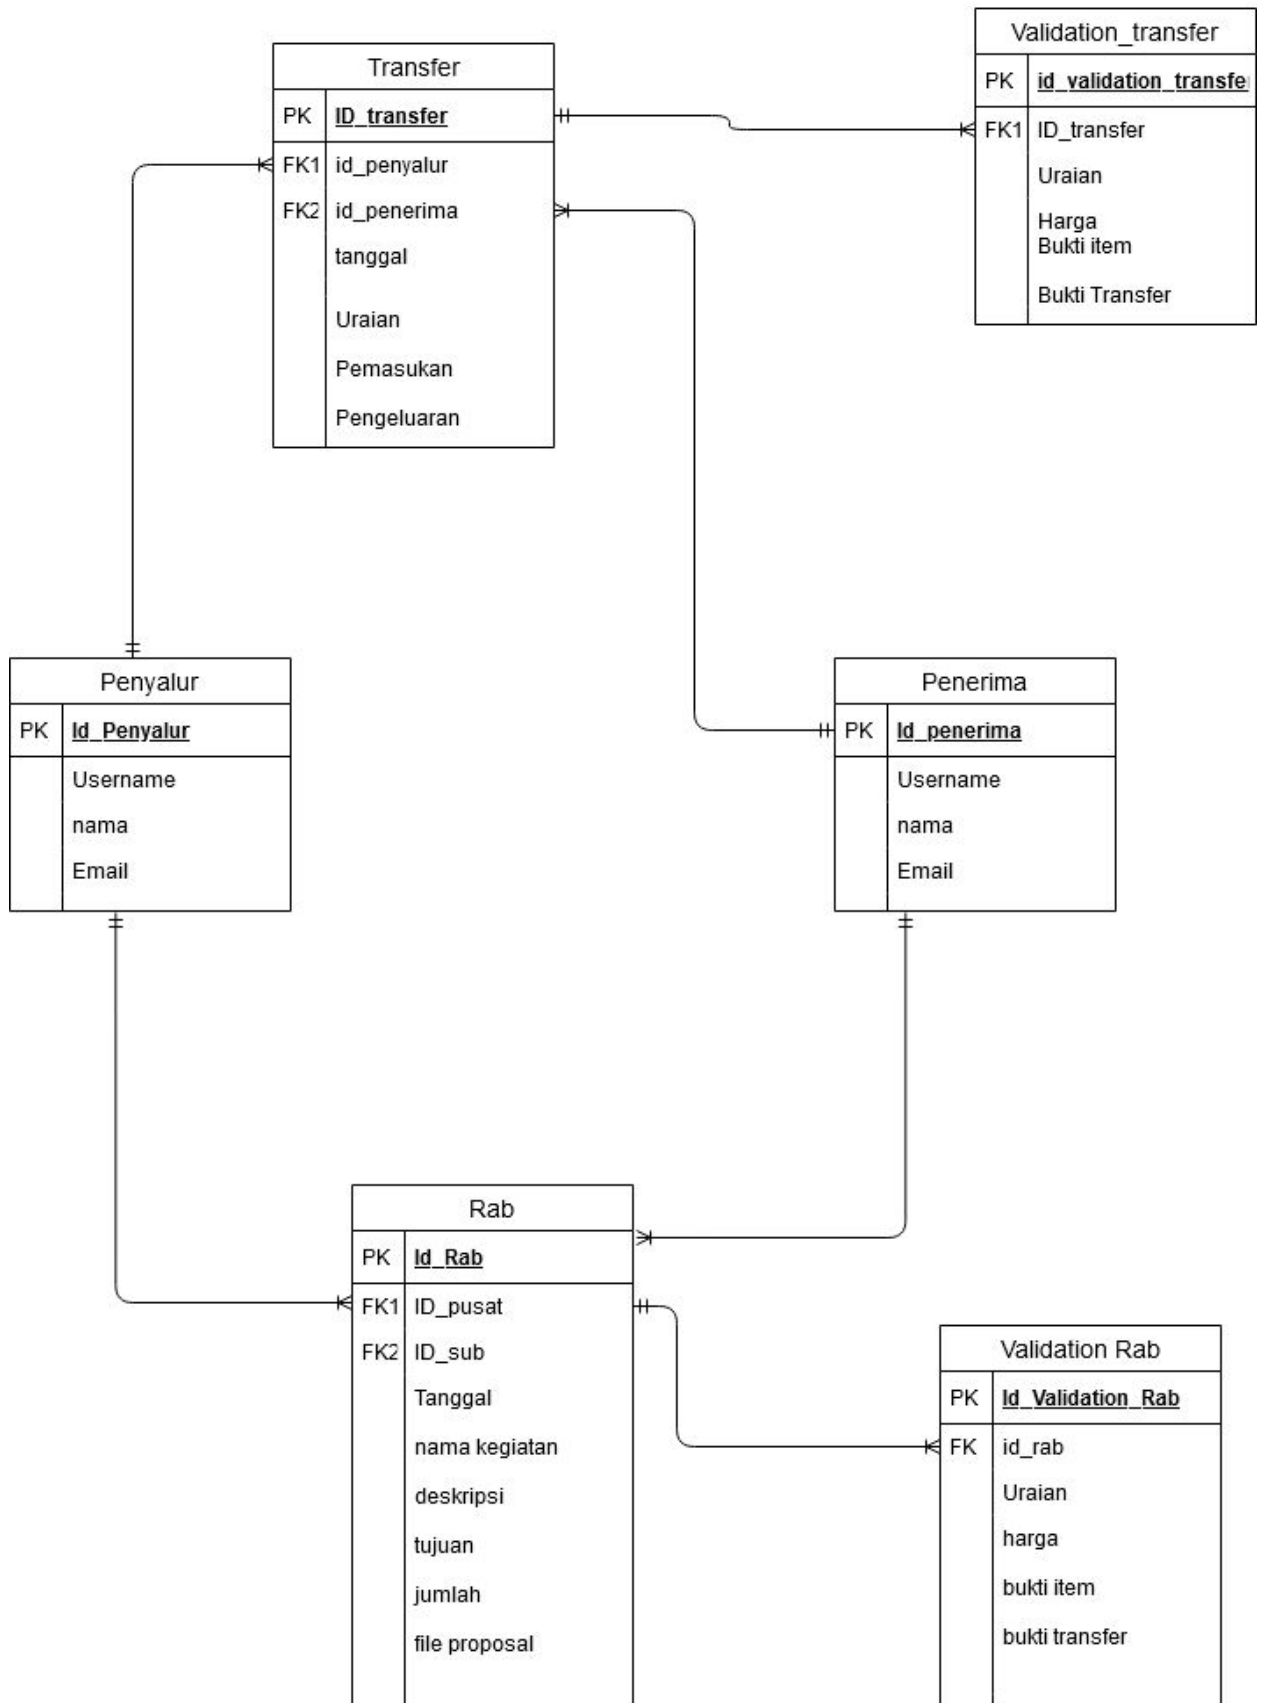 Validation_transfer
PK id_validation_transfe
FK1 ID_transfer
Uraian
Harga
Bukti item
Bukti Transfer
Transfer
PK ID_transfer
FK1 id_penyalur
FK2 id_penerima
tanggal
Uraian
Pemasukan
Pengeluaran
Penyalur
PK Id_Penyalur
Username
nama
Email
Penerima
PK Id_penerima
Username
nama
Email
Rab
PK Id_Rab
FK1 ID_pusat
FK2 ID_sub
Tanggal
nama kegiatan
deskripsi
tujuan
jumlah
file proposal
Validation Rab
PK Id_Validation_Rab
FK id_rab
Uraian
harga
bukti item
bukti transfer